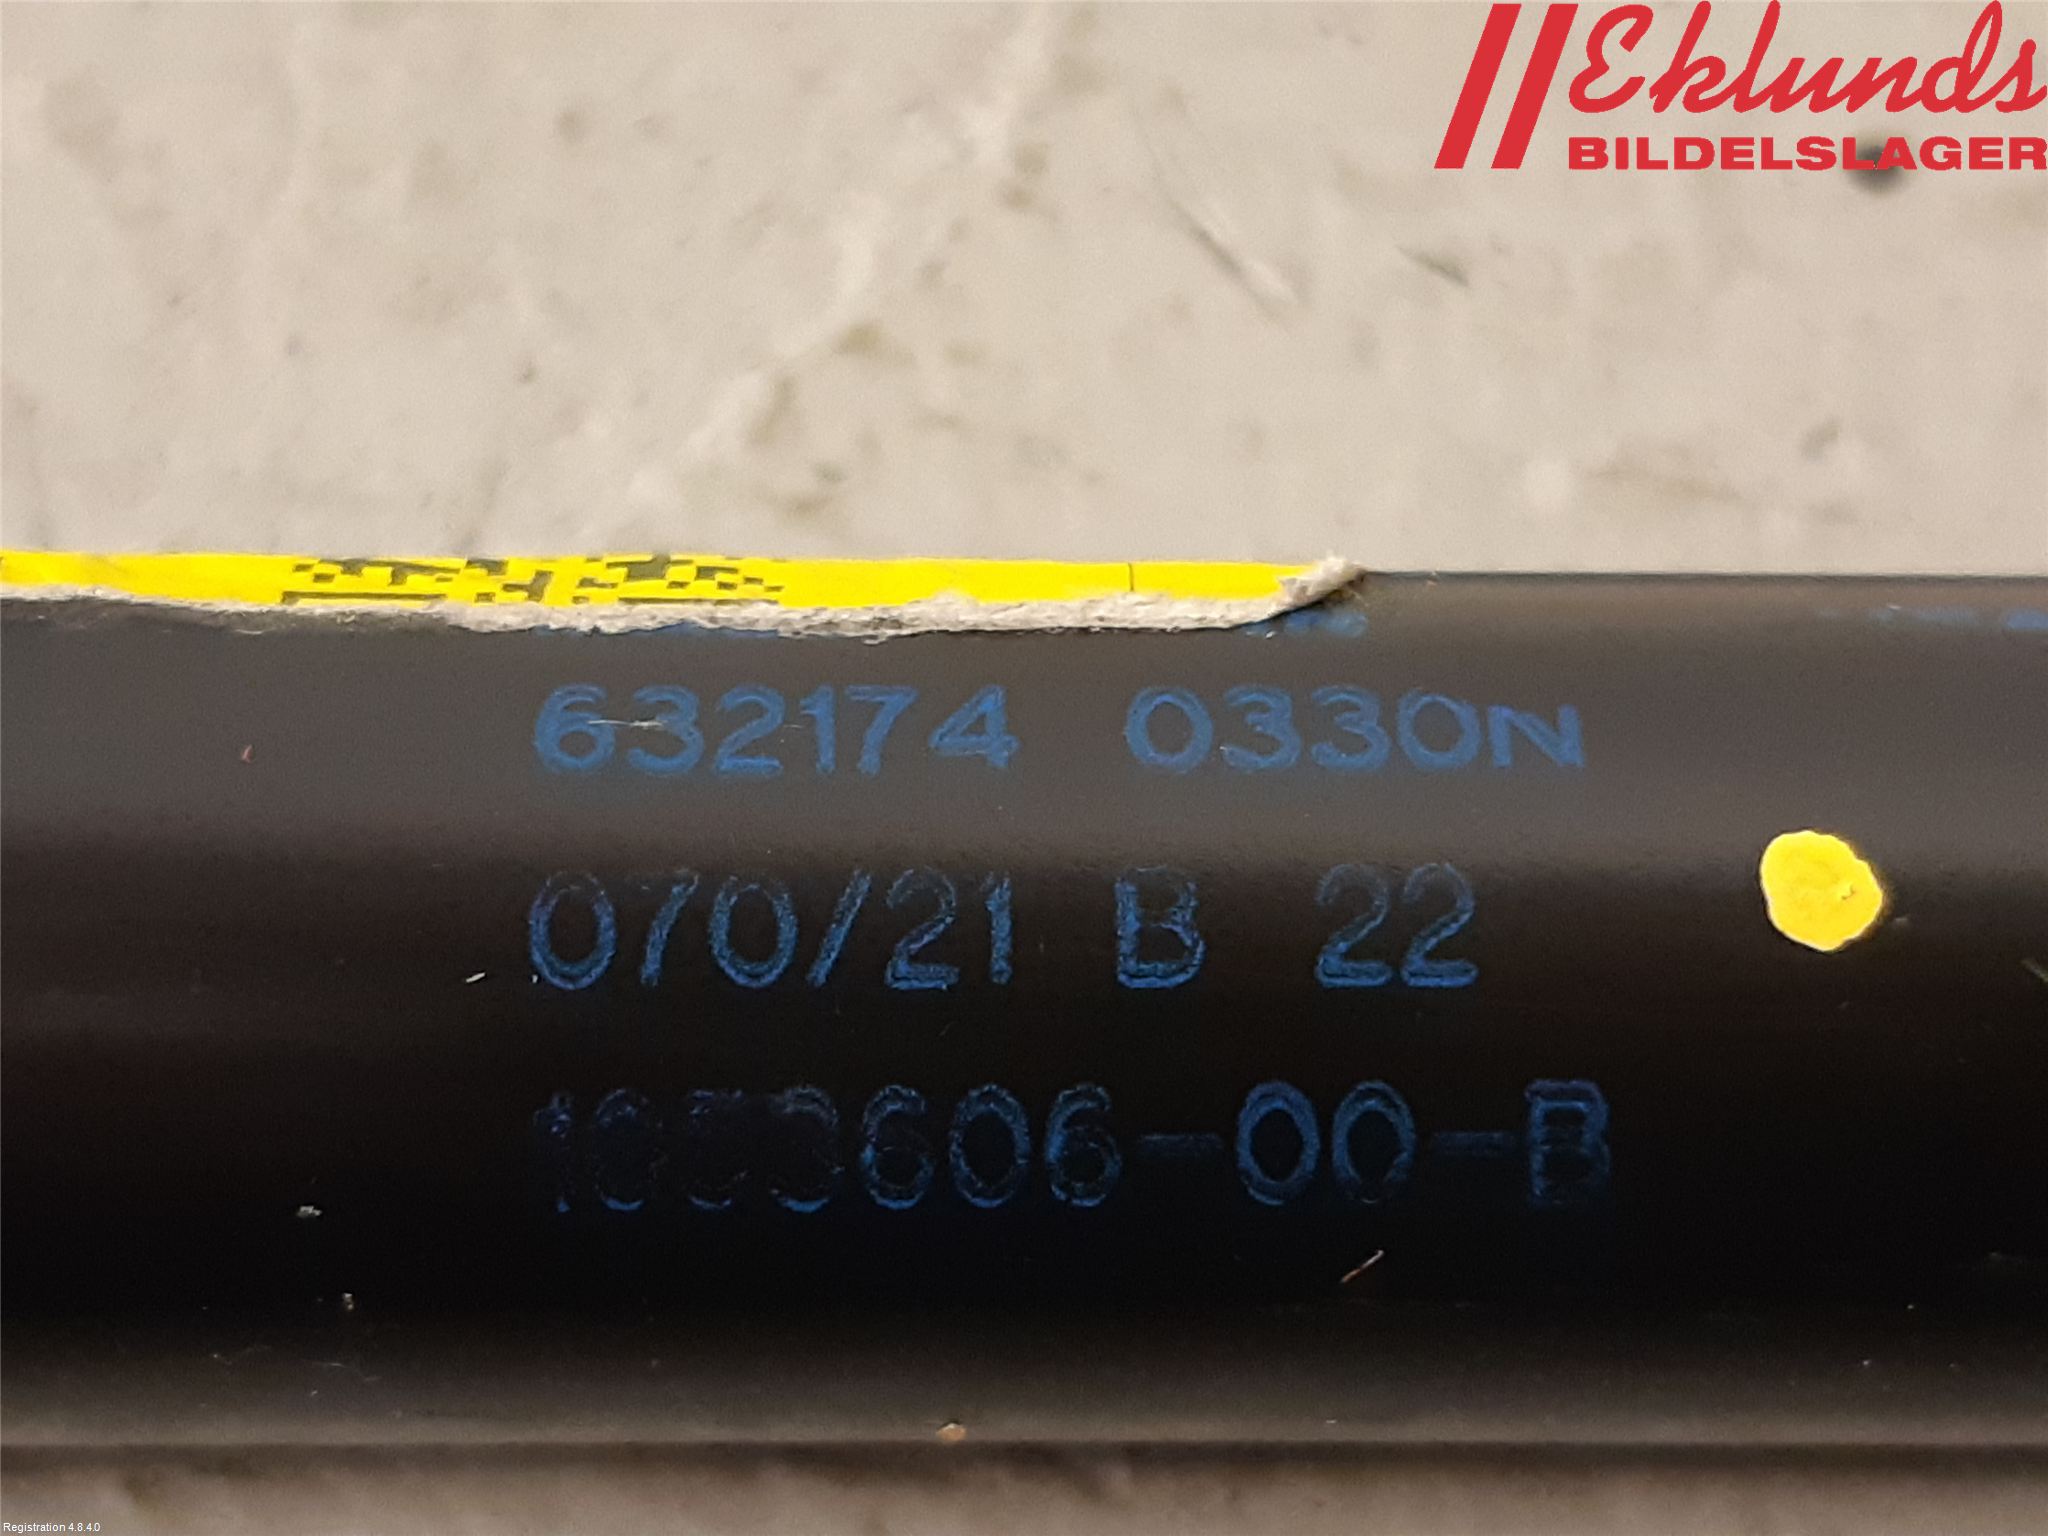 Eklunds
BILDELSLAGER
632174 0330N
070/21 B 22
Registration 4.8.4.0